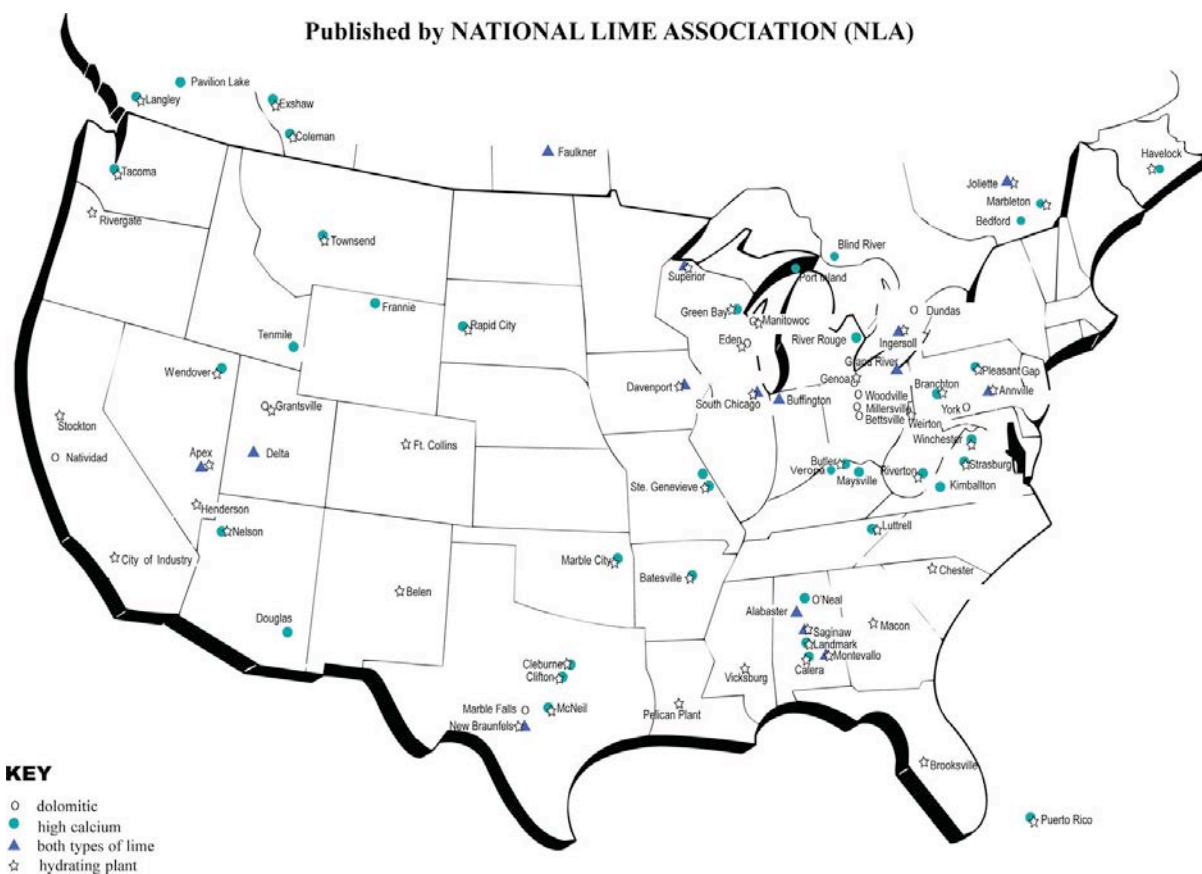 Published by NATIONAL LIME ASSOCIATION (NLA)
Pavilion Lake
Langley
Exshaw
Coleman
Faulkner
Tacoma
Rivergate
Townsend
Frannie
Rapid City
Tenmile
Wendover
Grantsville
Stockton
Natividad
Apex
Delta
Ft. Collins
Henderson
Nelson
City of Industry
Belen
Douglas
Havelock
Joliette
Marbleton
Bedford
Blind River
Superior
Port Inland
Green Bay
Manitowoc
Eden
River Rouge
Dundas
Ingersoll
Grand River
Genoa
Davenport
South Chicago
Buffington
Woodville
Millersville
Bettsville
Branchton
Pleasant Gap
Annville
York
Weirton
Winchester
Strasburg
Butler
Verona
Maysville
Riverton
Kimballton
Ste. Genevieve
Luttrell
Marble City
Batesville
Chester
O'Neal
Alabaster
Saginaw
Landmark
Montevallo
Calera
Macon
Vicksburg
Cleburne
Clifton
McNeil
Marble Falls
New Braunfels
Pelican Plant
Brooksville
Puerto Rico
KEY
dolomitic
high calcium
both types of lime
hydrating plant